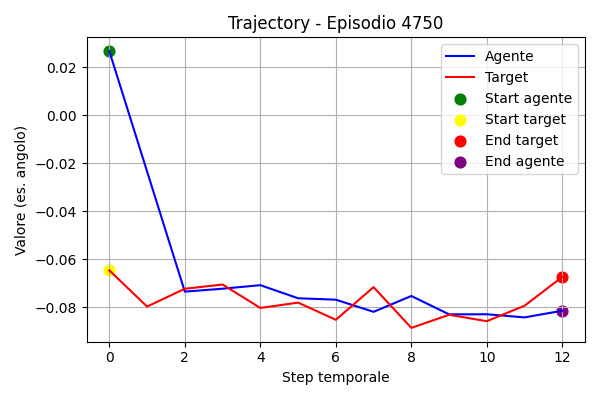 Trajectory - Episodio 4750
Agente
Target
Start agente
Start target
End target
End agente
Valore (es. angolo)
0.02
0.00
−0.02
−0.04
−0.06
−0.08
0 2 4 6 8 10 12
Step temporale